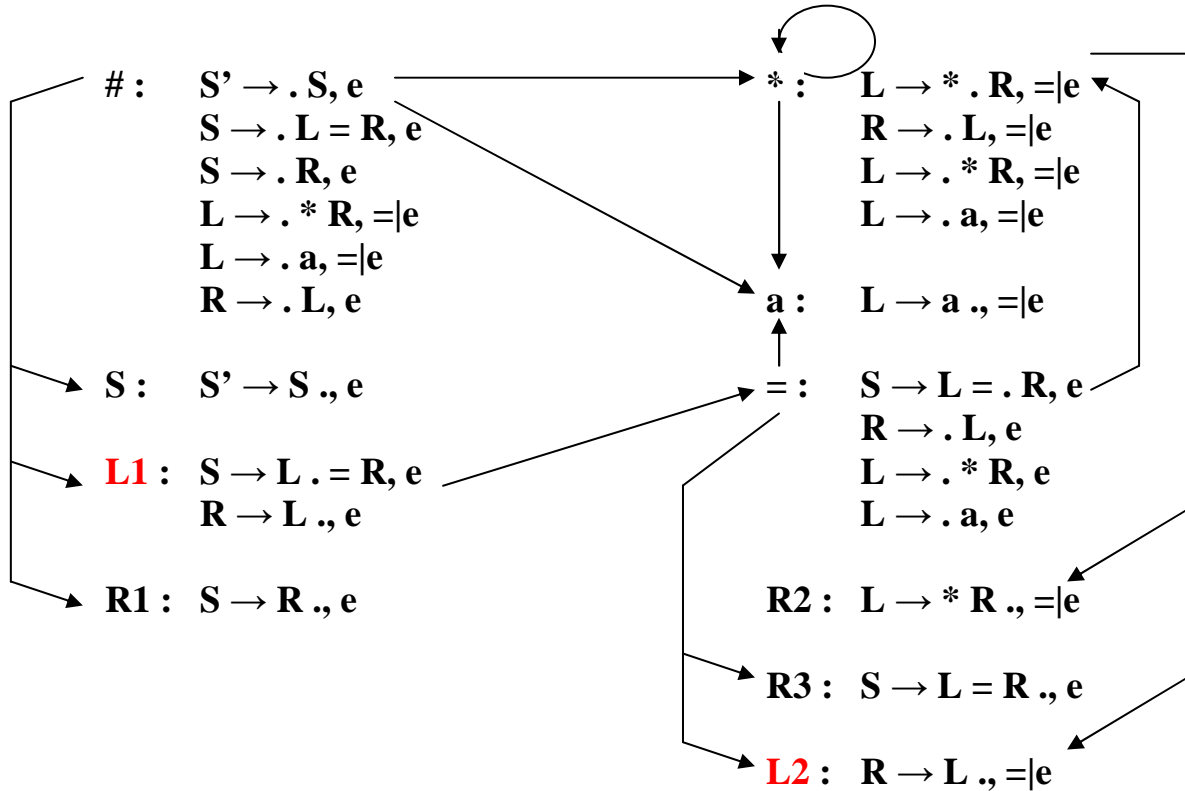 # : S’ → . S, e
S → . L = R, e
S → . R, e
L → . * R, =|e
L → . a, =|e
R → . L, e
S : S’ → S ., e
L1 : S → L . = R, e
R → L ., e
R1 : S → R ., e
* : L → * . R, =|e
R → . L, =|e
L → . * R, =|e
L → . a, =|e
a : L → a ., =|e
= : S → L = . R, e
R → . L, e
L → . * R, e
L → . a, e
R2 : L → * R ., =|e
R3 : S → L = R ., e
L2 : R → L ., =|e